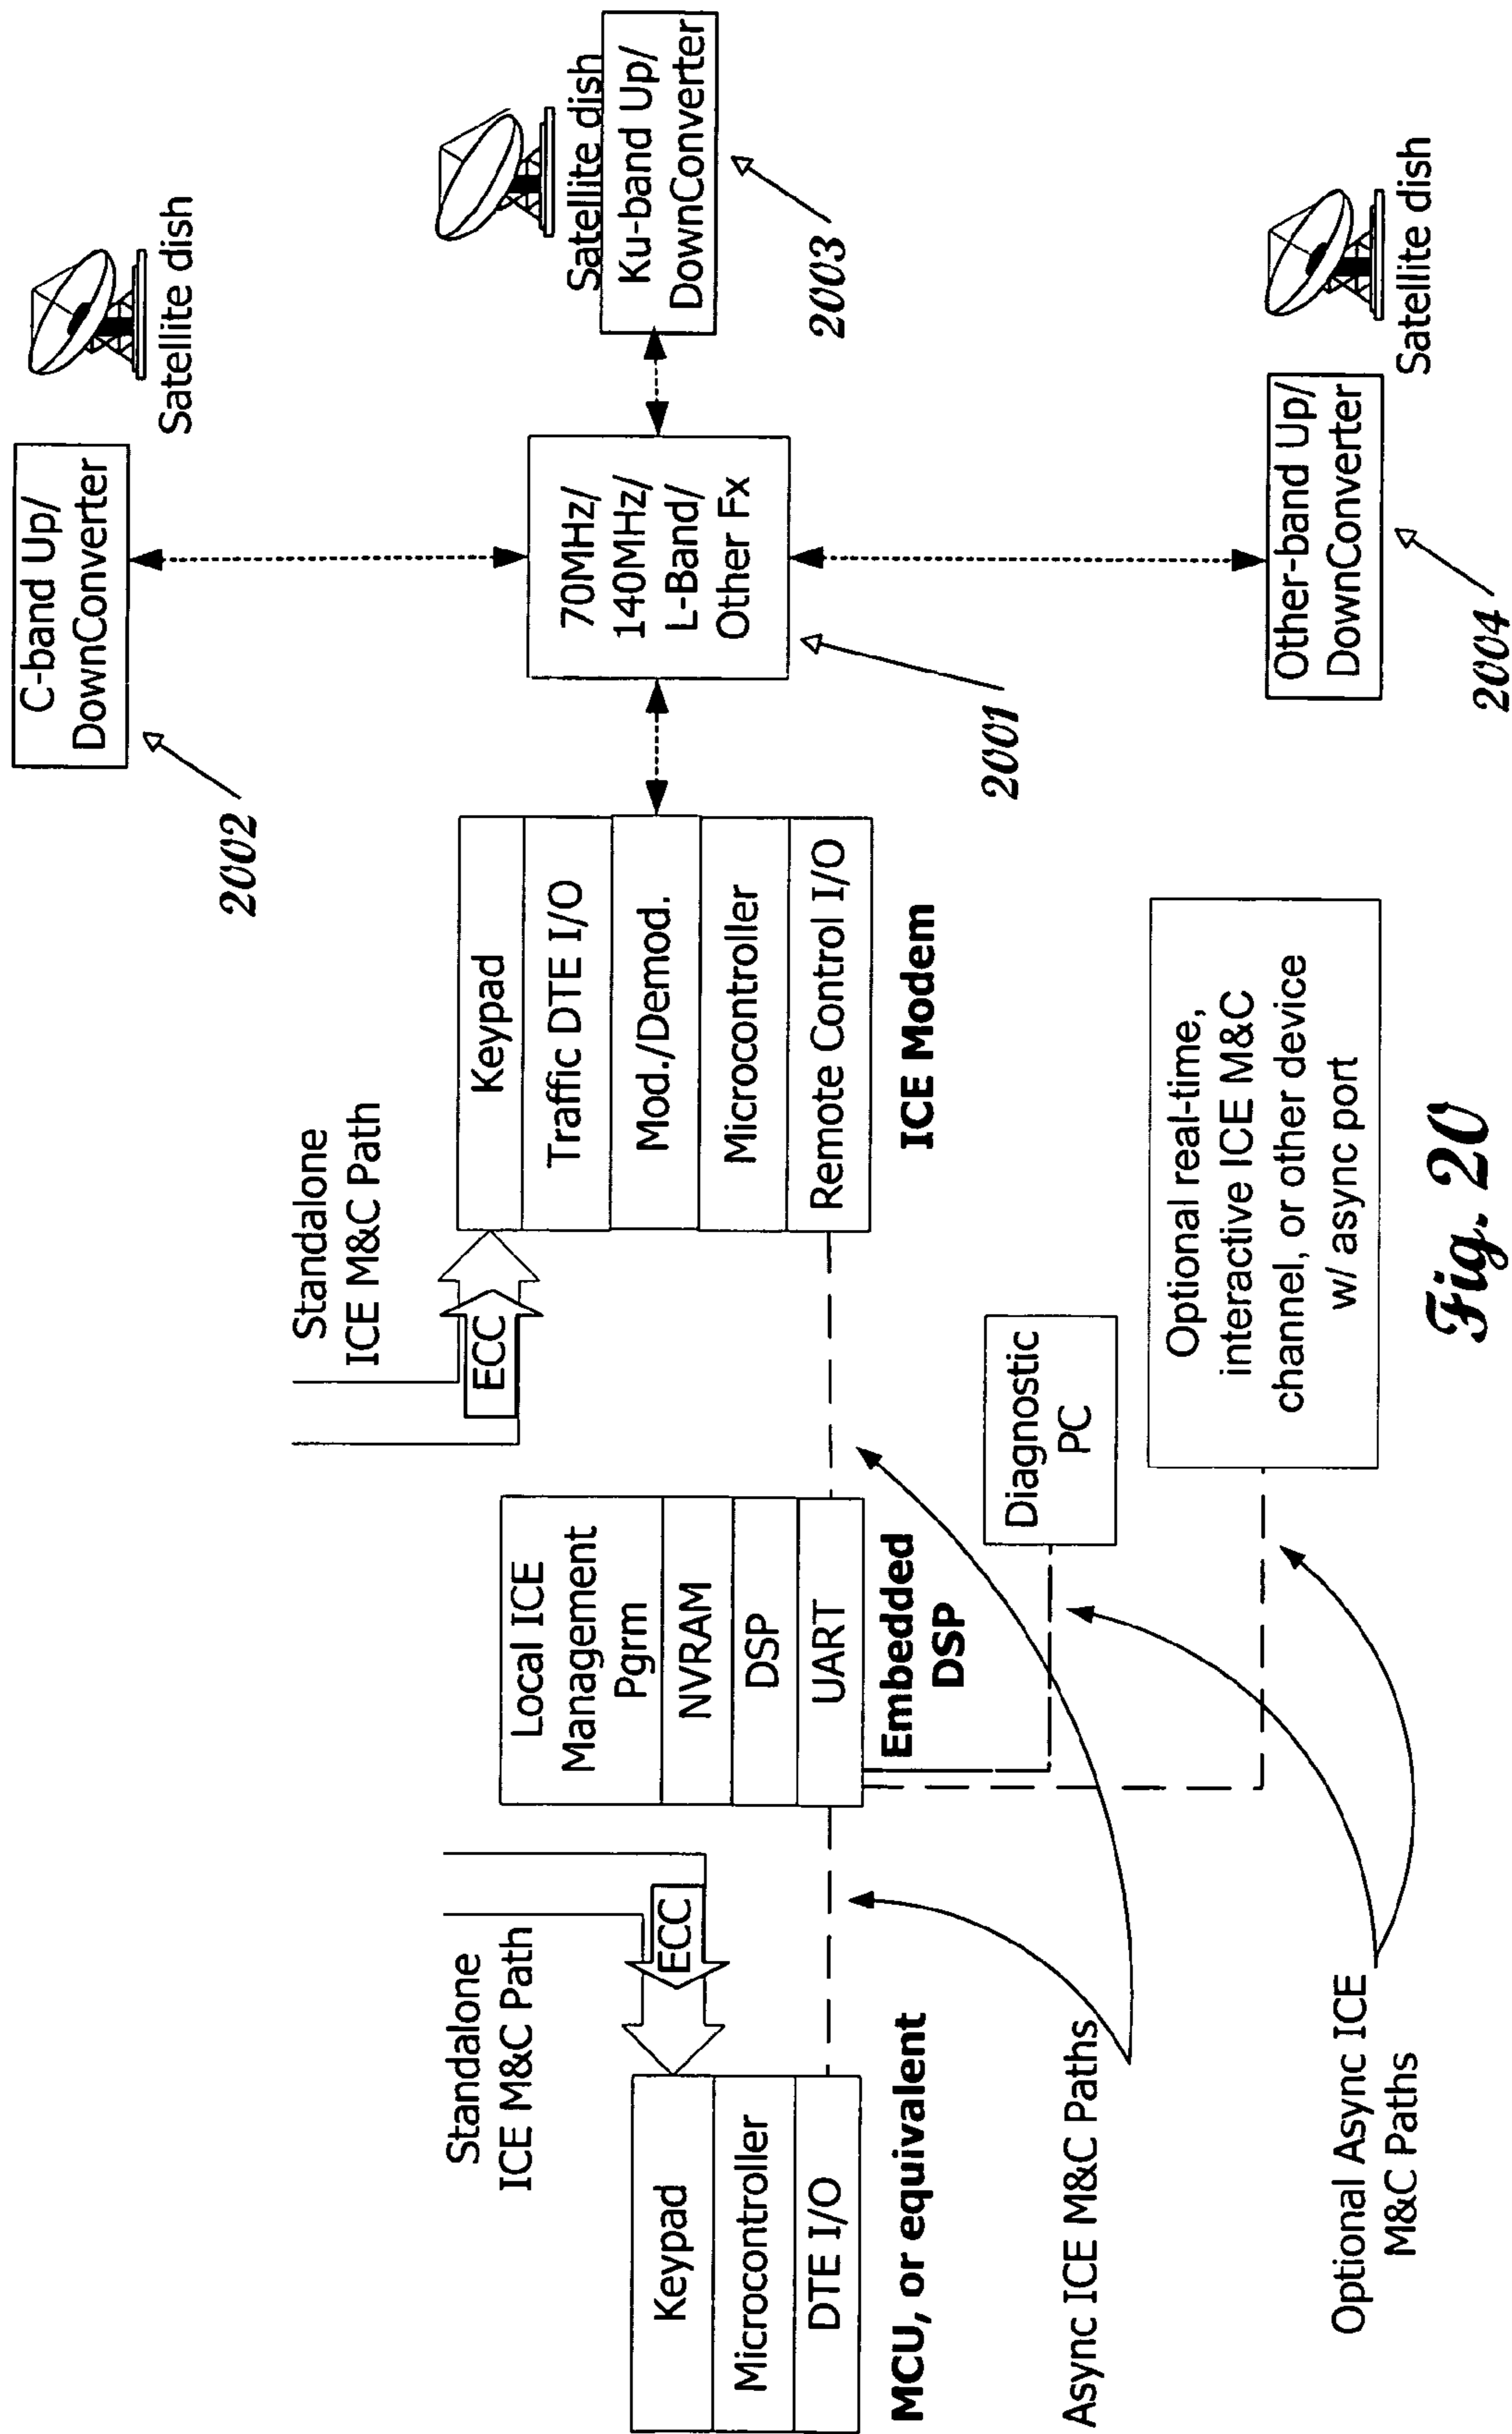 C-band Up/
DownConverter
Satellite dish
2002
Satellite dish
Ku-band Up/
DownConverter
2003
70MHz/
140MHz/
L-Band/
Other Fx
2001
Other-band Up/
DownConverter
Satellite dish
2004
Standalone
ICE M&C Path
ECC
Keypad
Traffic DTE I/O
Mod./Demod.
Microcontroller
Remote Control I/O
ICE Modem
Local ICE
Management
Pgrm
NVRAM
DSP
UART
Embedded
DSP
Diagnostic
PC
Optional real-time,
interactive ICE M&C
channel, or other device
w/ async port
Standalone
ICE M&C Path
ECC
Keypad
Microcontroller
DTE I/O
MCU, or equivalent
Async ICE M&C Paths
Optional Async ICE
M&C Paths
Fig. 20